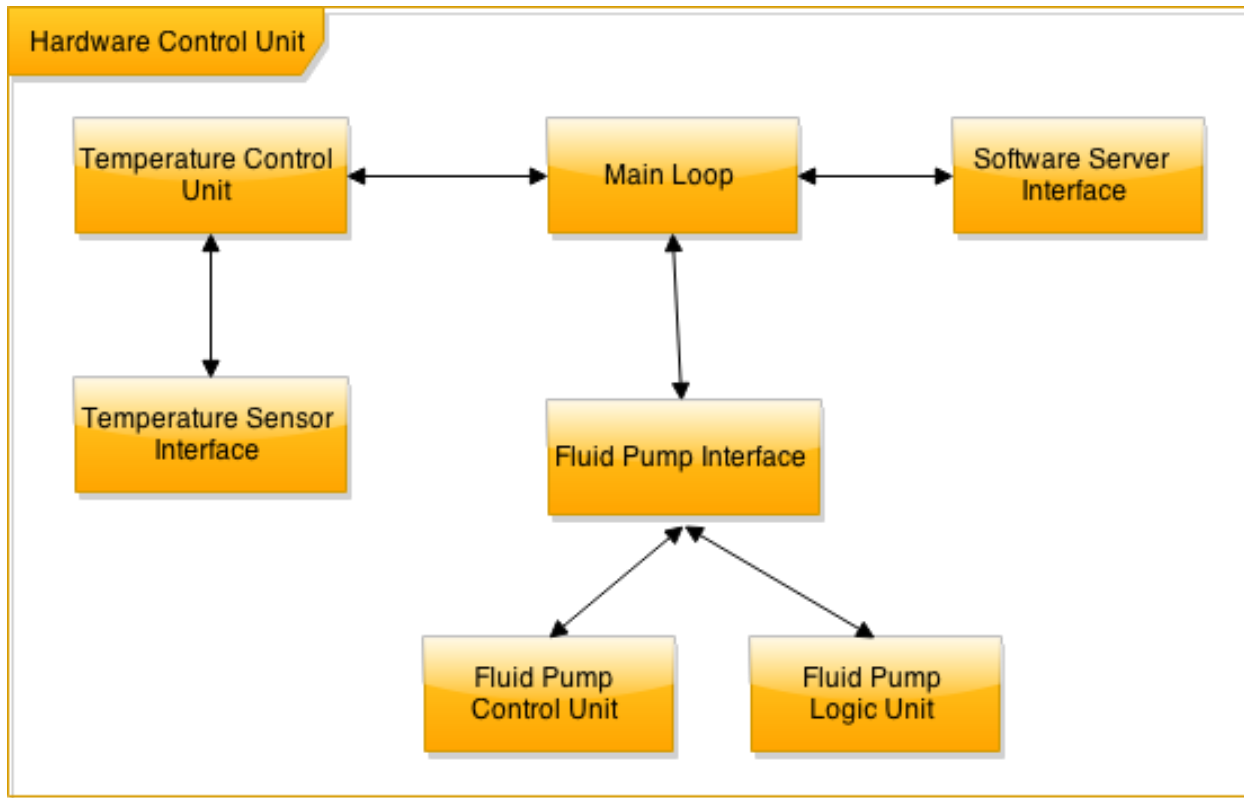 Hardware Control Unit
Temperature Control
Unit
Main Loop
Software Server
Interface
Temperature Sensor
Interface
Fluid Pump Interface
Fluid Pump
Control Unit
Fluid Pump
Logic Unit